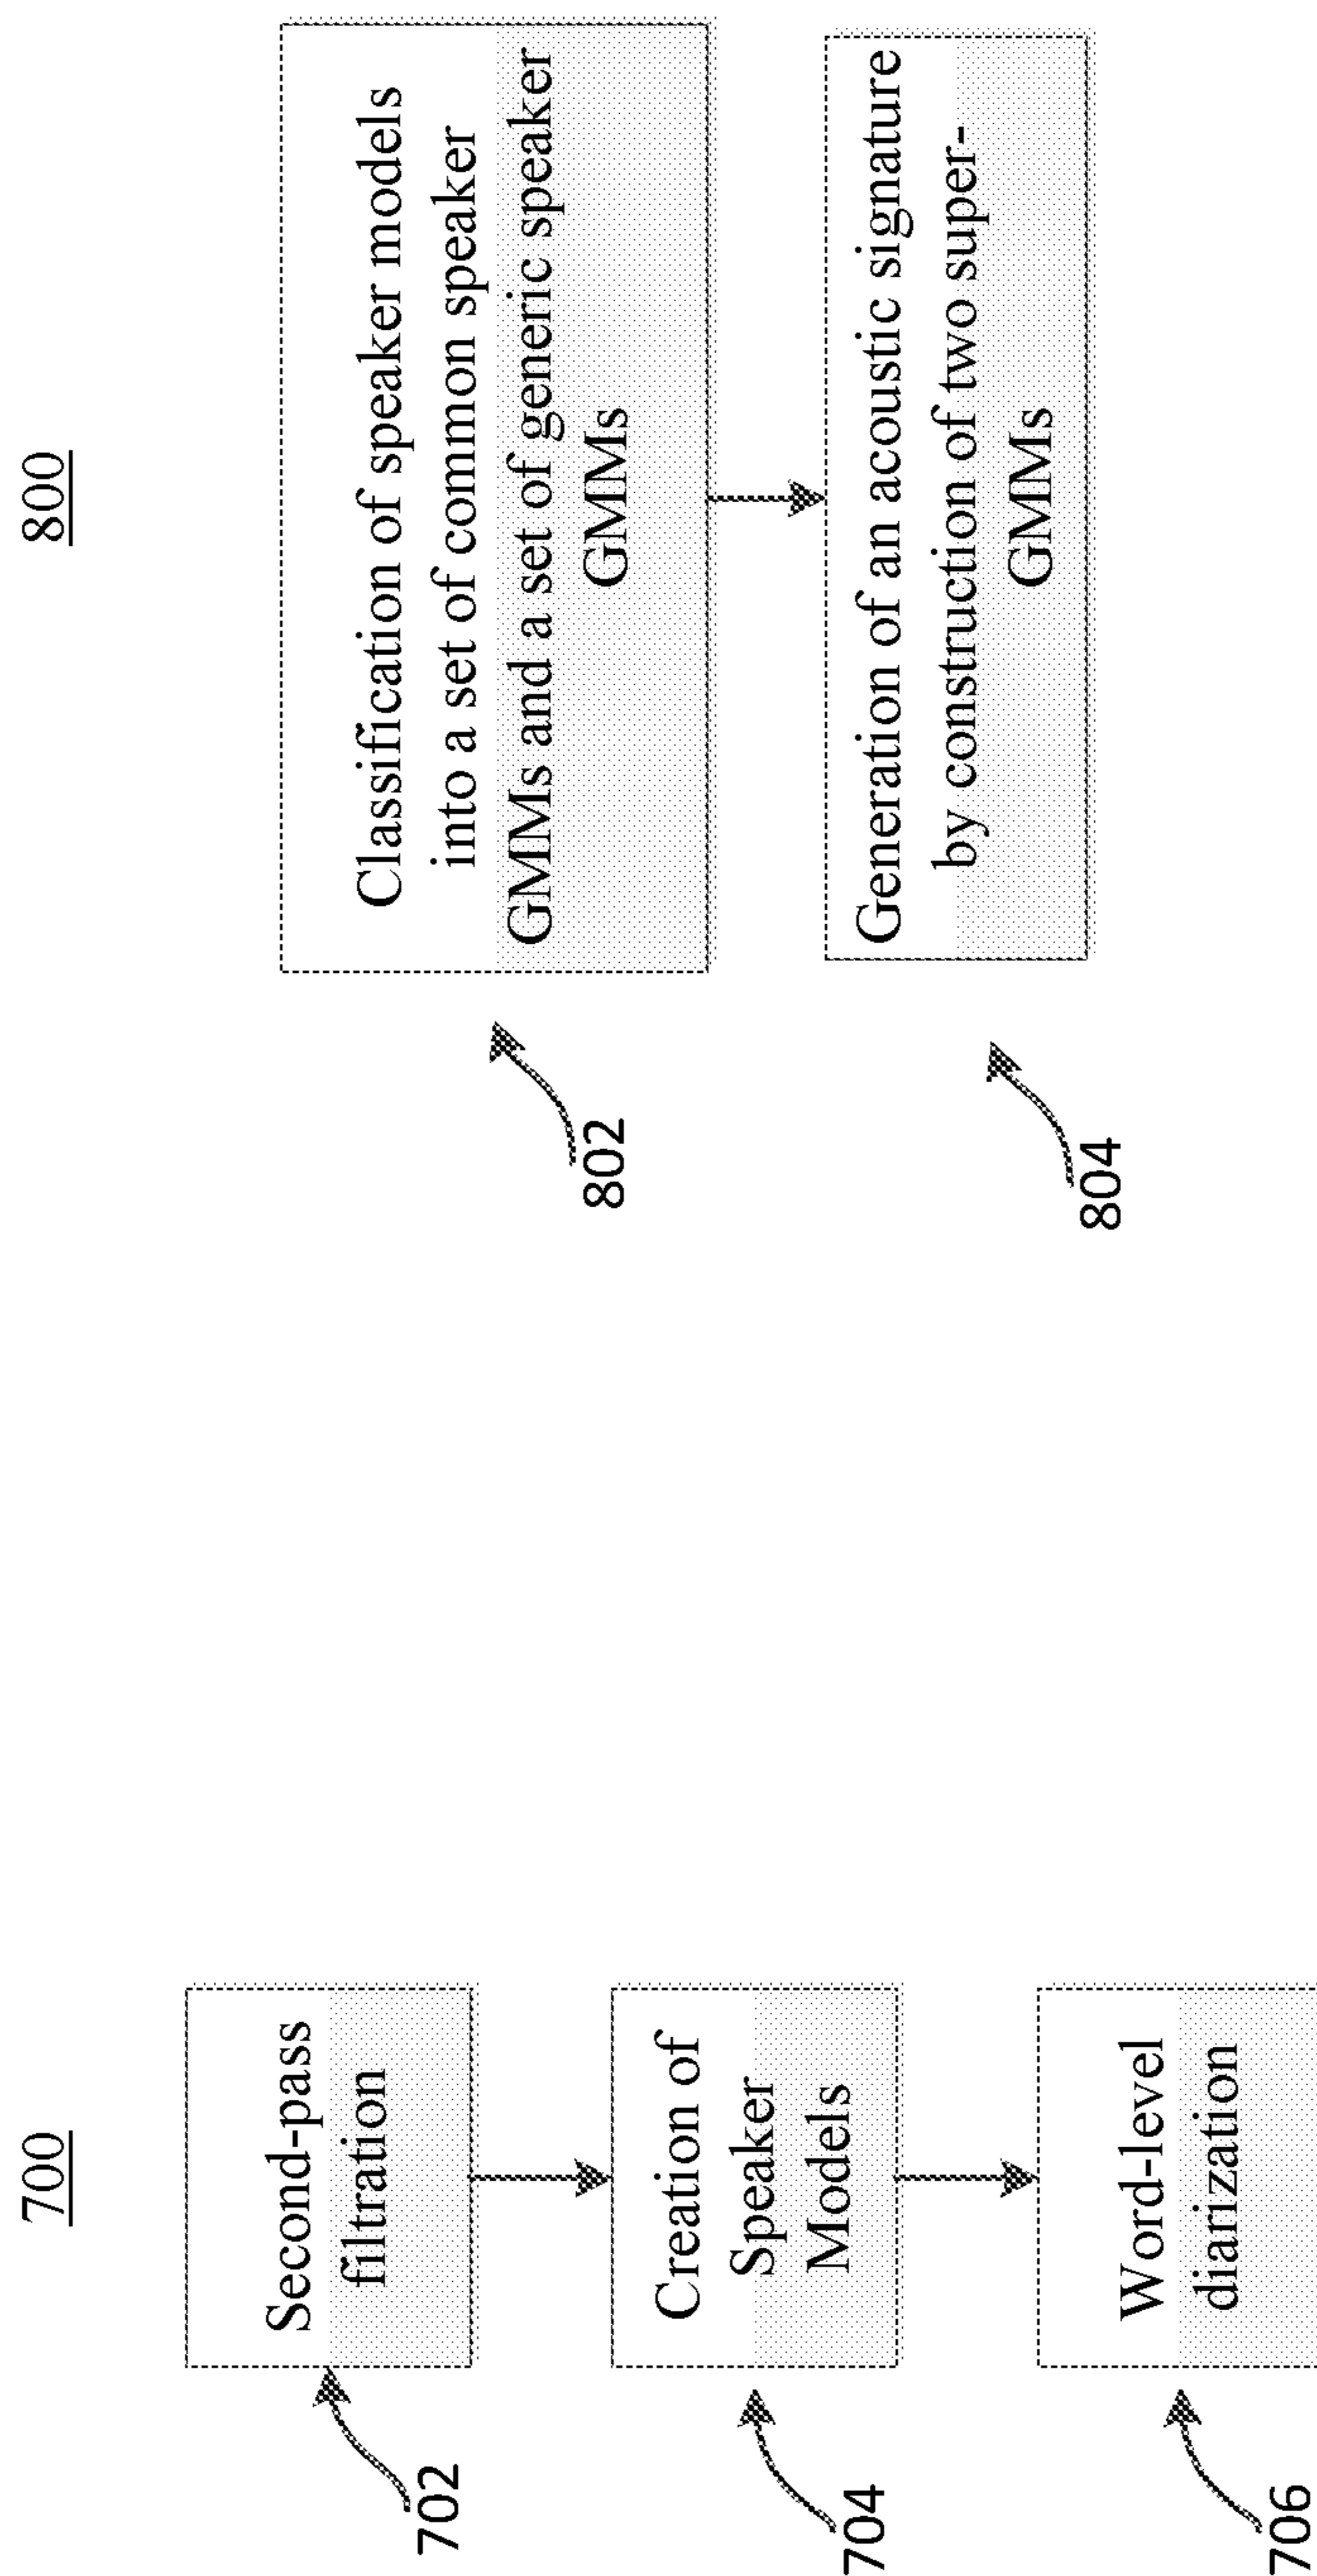 700
702
Second-pass
filtration
704
Creation of
Speaker
Models
706
Word-level
diarization
800
802
Classification of speaker models
into a set of common speaker
GMMs and a set of generic speaker
GMMs
804
Generation of an acoustic signature
by construction of two super-
GMMs